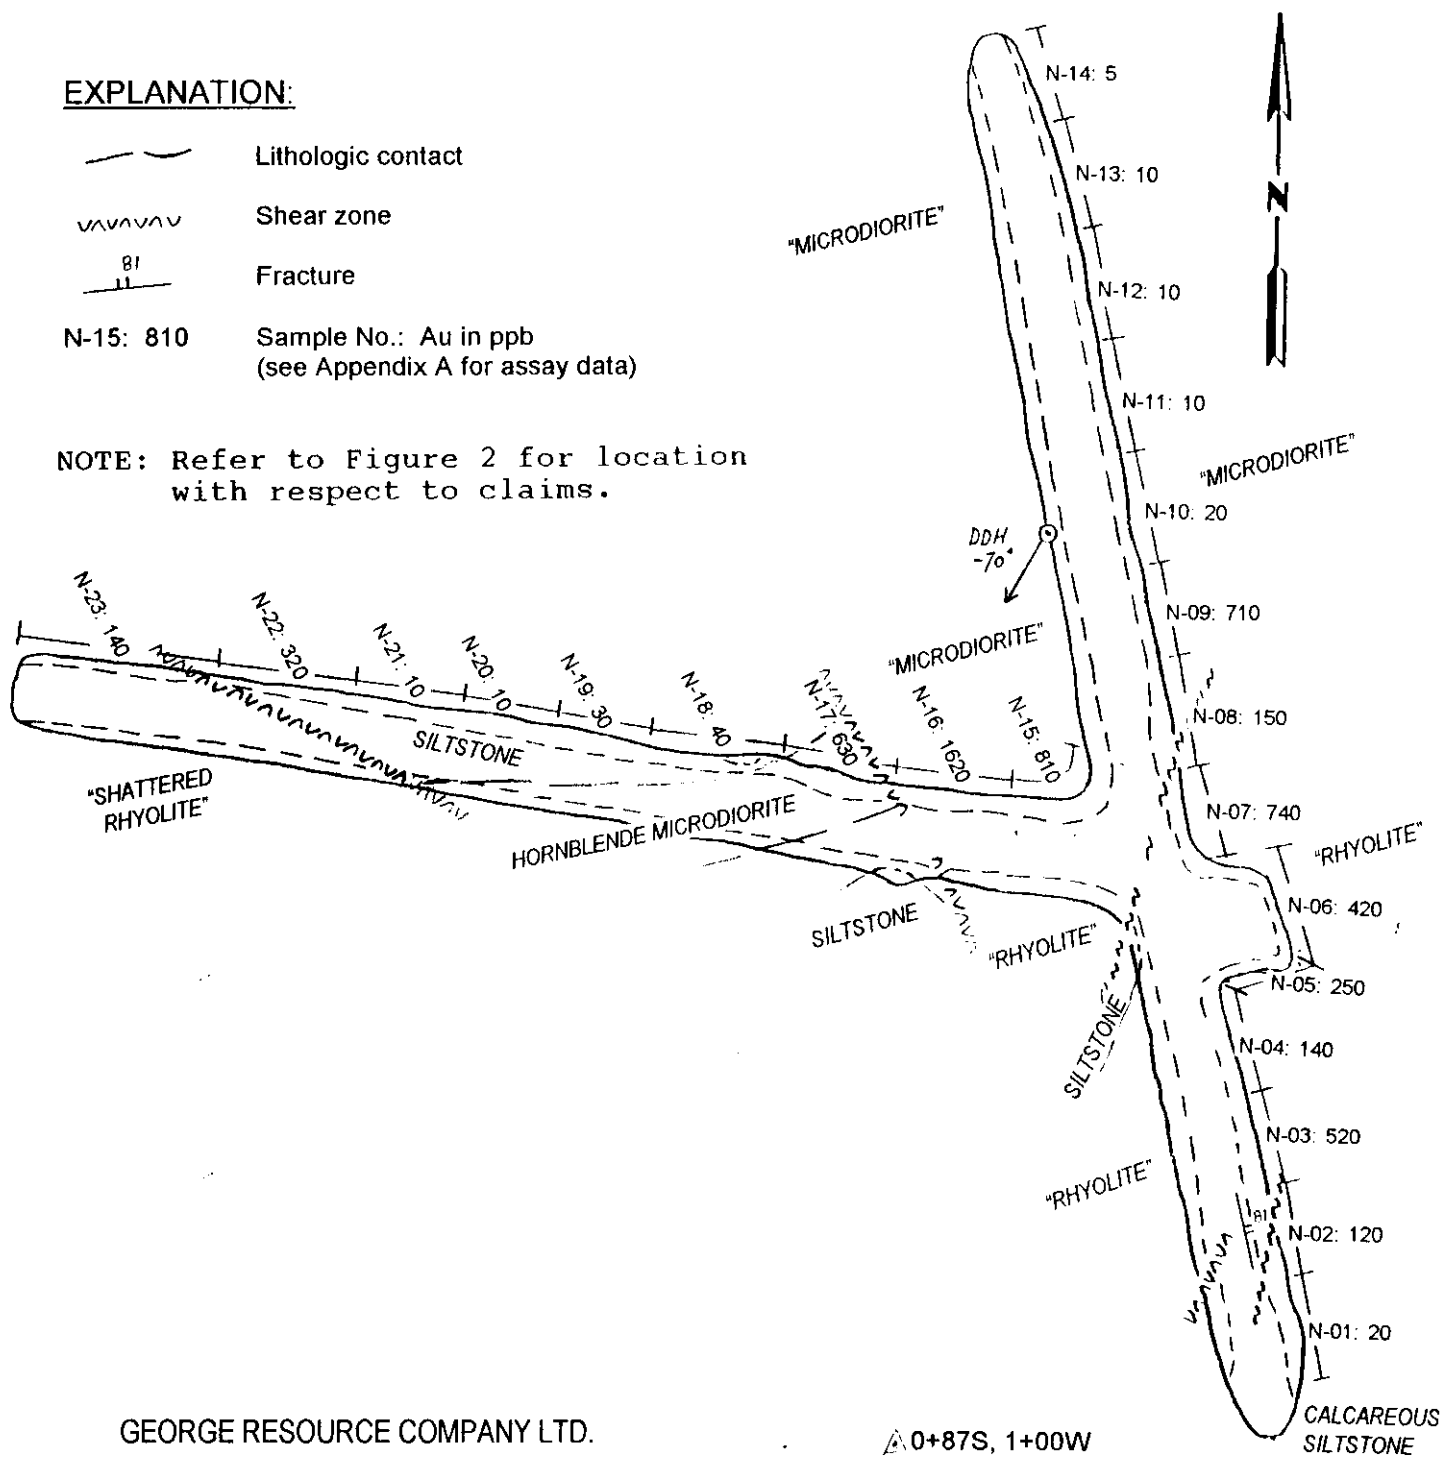 EXPLANATION:
Lithologic contact
Shear zone
81
Fracture
N-15: 810
Sample No.: Au in ppb
(see Appendix A for assay data)
NOTE: Refer to Figure 2 for location
with respect to claims.
N
N-14: 5
N-13: 10
"MICRODIORITE"
N-12: 10
N-11: 10
"MICRODIORITE"
N-10: 20
DDH
-70°
N-09: 710
"MICRODIORITE"
N-08: 150
N-07: 740
N-23: 140
N-22: 320
N-21: 10
N-20: 10
N-19: 30
N-18: 40
N-17: 630
N-16: 1620
N-15: 810
SILTSTONE
"SHATTERED
RHYOLITE"
HORNBLENDE MICRODIORITE
"RHYOLITE"
N-06: 420
SILTSTONE
"RHYOLITE"
N-05: 250
SILTSTONE
N-04: 140
N-03: 520
"RHYOLITE"
81
N-02: 120
N-01: 20
CALCAREOUS
SILTSTONE
GEORGE RESOURCE COMPANY LTD.
0+87S, 1+00W